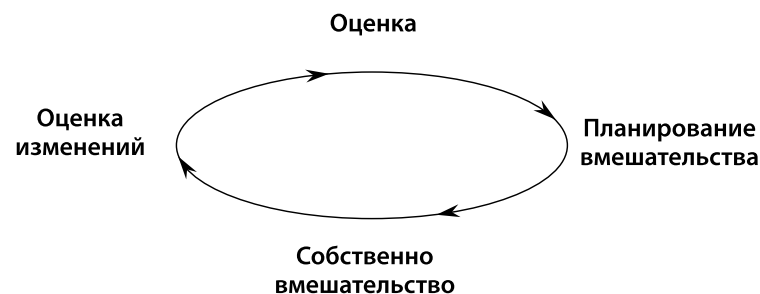 Оценка
Оценка
изменений
Планирование
вмешательства
Собственно
вмешательство